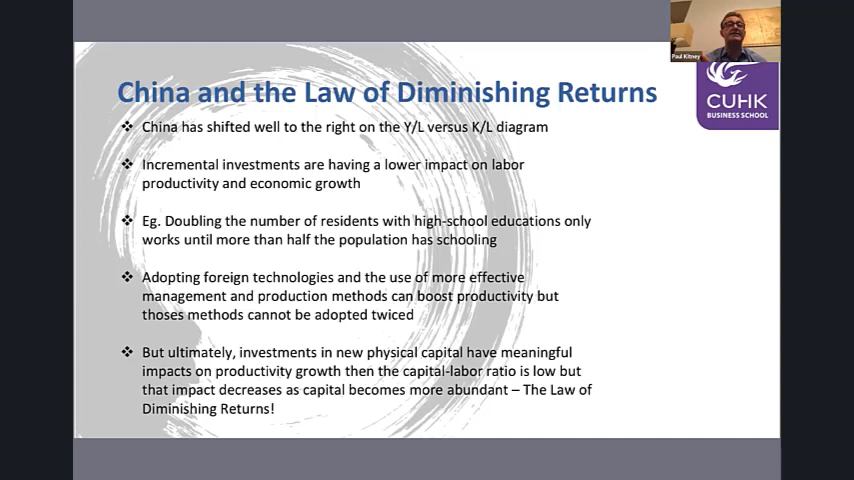 Paul Kitney
CUHK
BUSINESS SCHOOL
China and the Law of Diminishing Returns
❖ China has shifted well to the right on the Y/L versus K/L diagram
❖ Incremental investments are having a lower impact on labor
productivity and economic growth
❖ Eg. Doubling the number of residents with high-school educations only
works until more than half the population has schooling
❖ Adopting foreign technologies and the use of more effective
management and production methods can boost productivity but
thoses methods cannot be adopted twiced
❖ But ultimately, investments in new physical capital have meaningful
impacts on productivity growth then the capital-labor ratio is low but
that impact decreases as capital becomes more abundant – The Law of
Diminishing Returns!